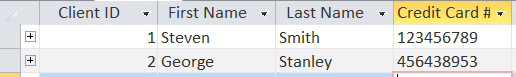 Client ID First Name Last Name Credit Card #
1 Steven Smith 123456789
2 George Stanley 456438953